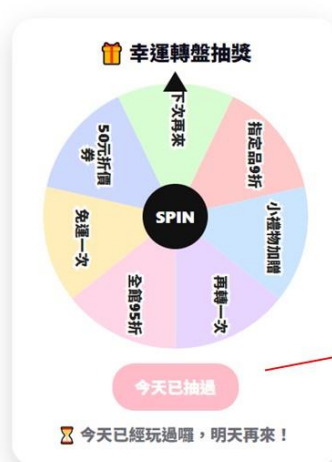 🎁 幸運轉盤抽獎
下次再來
指定品9折
小禮物加贈
再轉一次
全館95折
免運一次
50元折價
券
SPIN
今天已抽過
⏳ 今天已經玩過囉，明天再來！